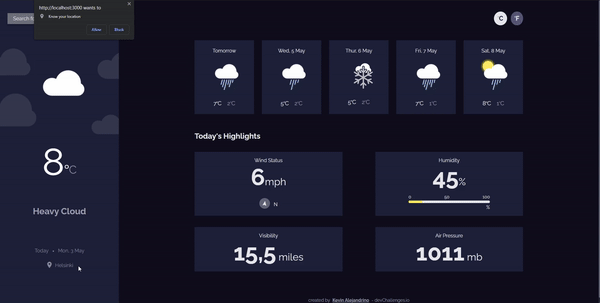 http://localhost:3000 wants to
Know your location
Allow
Block
°C
°F
8°C
Heavy Cloud
Today • Mon, 3 May
Helsinki
Tomorrow
7°C 2°C
Wed, 5 May
5°C 2°C
Thur, 6 May
5°C 2°C
Fri, 7 May
7°C 1°C
Sat, 8 May
8°C 1°C
Today's Highlights
Wind Status
6mph
N
Humidity
45%
0 50 100
%
Visibility
15,5 miles
Air Pressure
1011 mb
created by Kevin Alejandrino - devChallenges.io